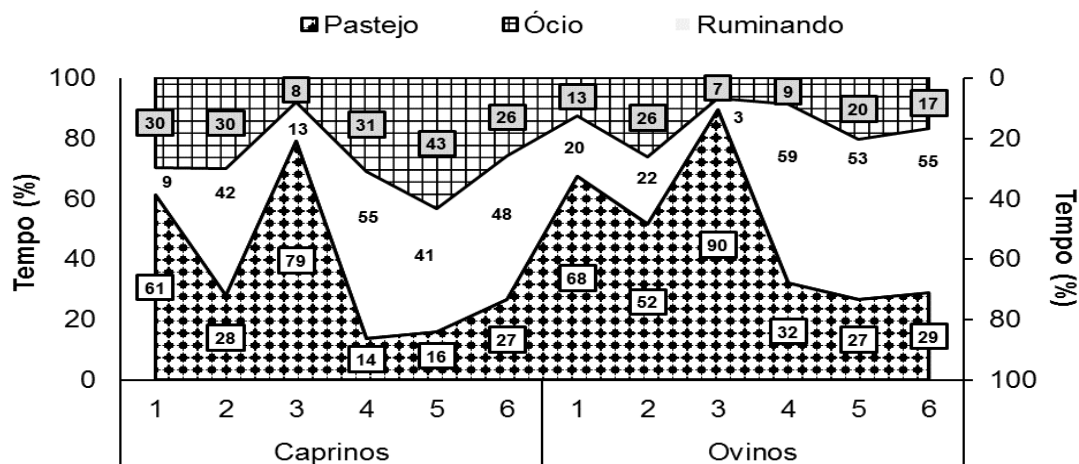 Pastejo Ócio Ruminando
100 0
80 20
60 40
40 60
20 80
0 100
Tempo (%)
Tempo (%)
30 30 8 31 43 26 13 26 7 9 20 17
9 42 13 55 41 48 20 22 3 59 53 55
61 28 79 14 16 27 68 52 90 32 27 29
1 2 3 4 5 6 1 2 3 4 5 6
Caprinos Ovinos